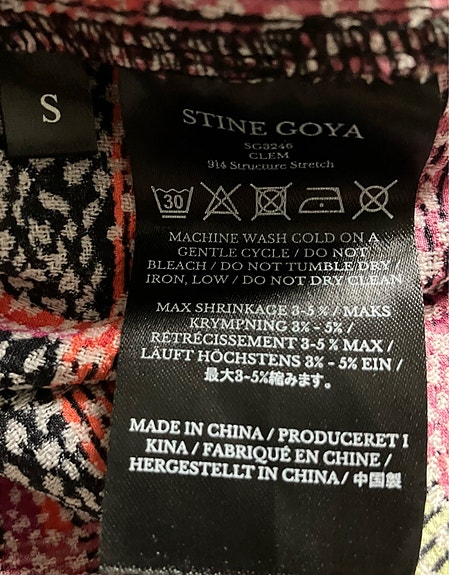 S
STINE GOYA
SG3246
CLEM
914 Structure Stretch
30
MACHINE WASH COLD ON A
GENTLE CYCLE / DO NOT
BLEACH / DO NOT TUMBLE DRY /
IRON, LOW / DO NOT DRY CLEAN
MAX SHRINKAGE 3-5 % / MAKS
KRYMPNING 3% - 5% /
RÉTRÉCISSEMENT 3-5 % MAX /
LÄUFT HÖCHSTENS 3% - 5% EIN /
最大3~5%縮みます。
MADE IN CHINA / PRODUCERET I
KINA / FABRIQUÉ EN CHINE /
HERGESTELLT IN CHINA / 中国製